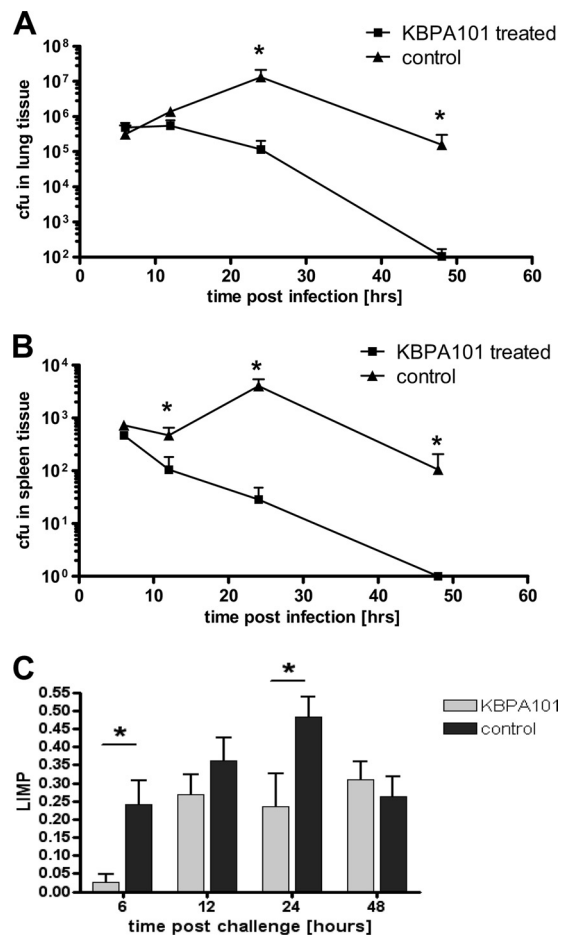 A
KBPA101 treated
control
10^8
10^7
10^6
10^5
10^4
10^3
10^2
cfu in lung tissue
*
*
0 10 20 30 40 50 60
time post infection [hrs]
B
KBPA101 treated
control
10^4
10^3
10^2
10^1
10^0
cfu in spleen tissue
*
*
*
0 10 20 30 40 50 60
time post infection [hrs]
C
KBPA101
control
0.55
0.50
0.45
0.40
0.35
0.30
0.25
0.20
0.15
0.10
0.05
0.00
LIMP
*
*
6 12 24 48
time post challenge [hours]